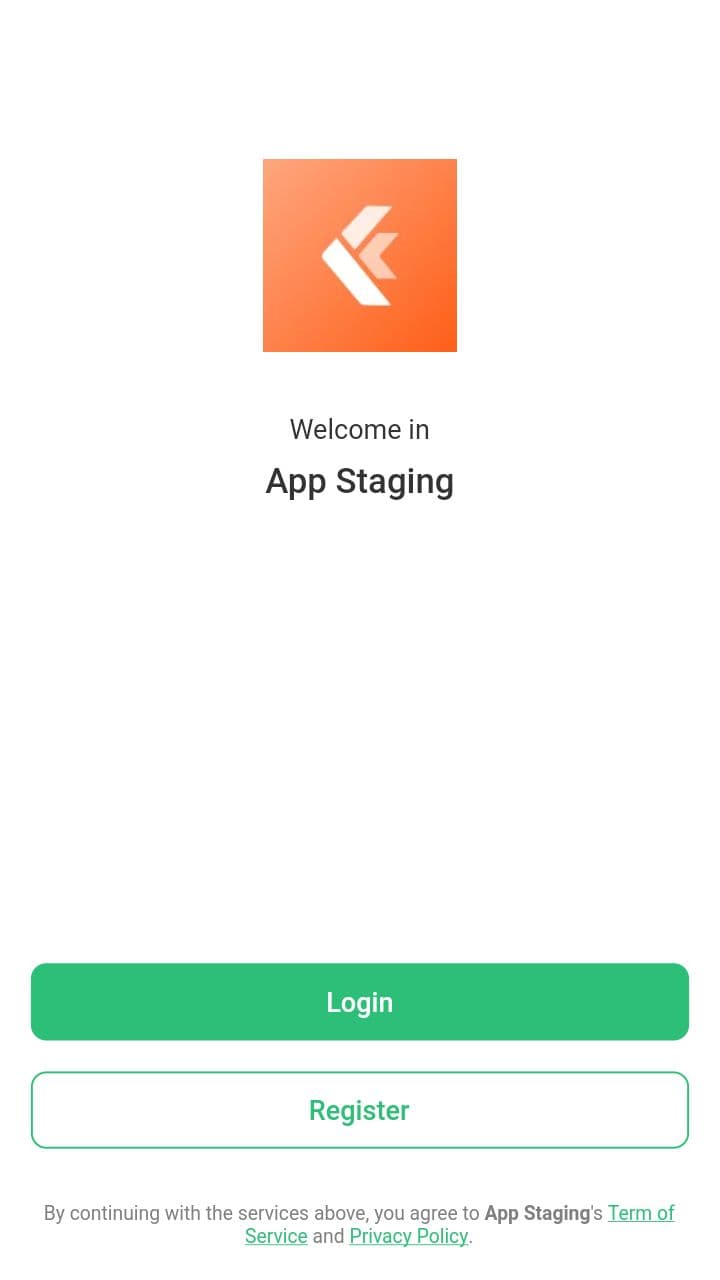 Welcome in
App Staging
Login
Register
By continuing with the services above, you agree to App Staging's Term of
Service and Privacy Policy.